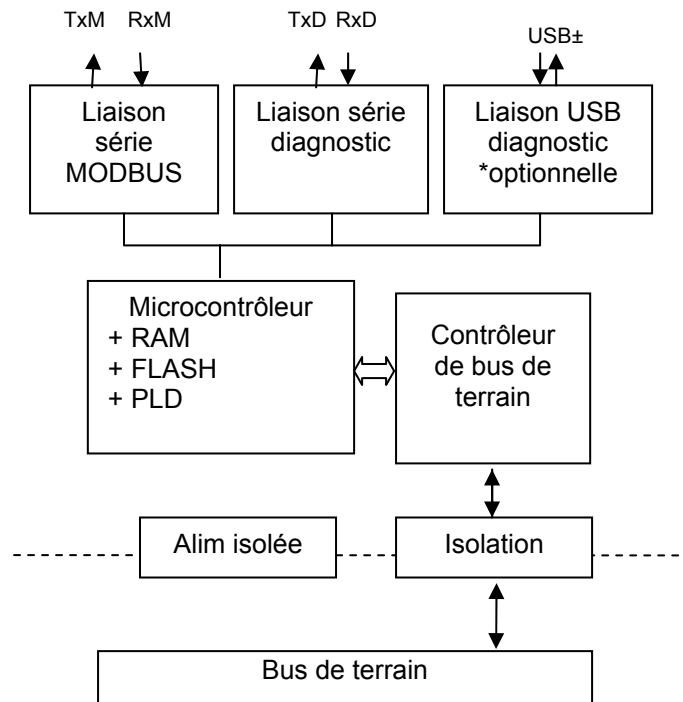 TxM RxM
TxD RxD
USB±
Liaison
série
MODBUS
Liaison série
diagnostic
Liaison USB
diagnostic
*optionnelle
Microcontrôleur
+ RAM
+ FLASH
+ PLD
Contrôleur
de bus de
terrain
Alim isolée
Isolation
Bus de terrain